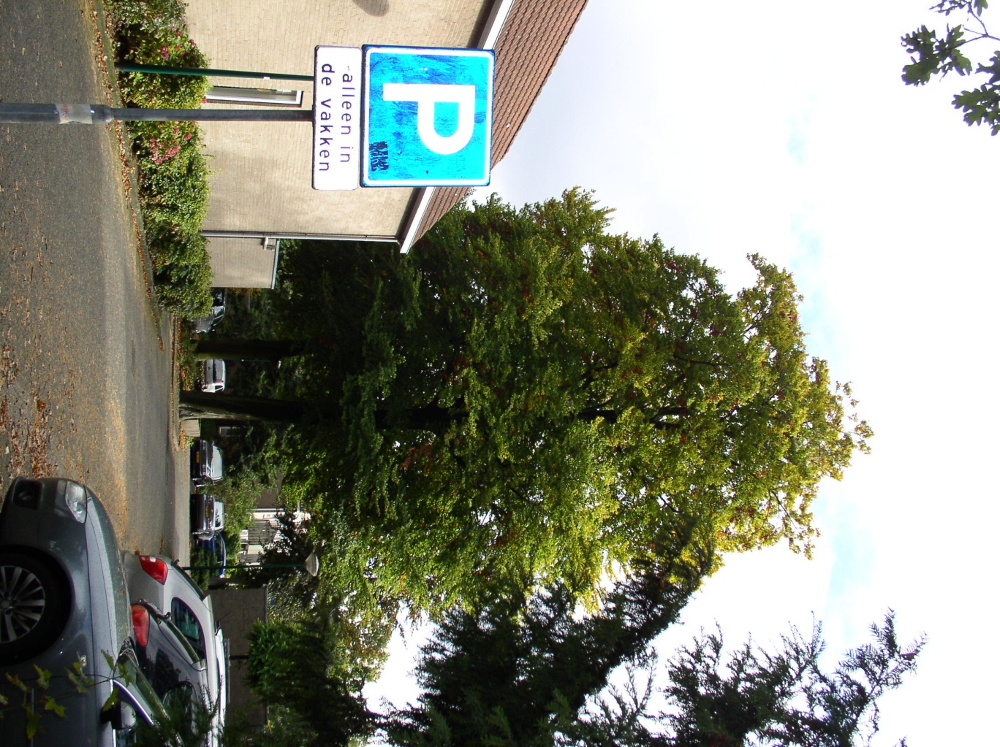 P
alleen in
de vakken